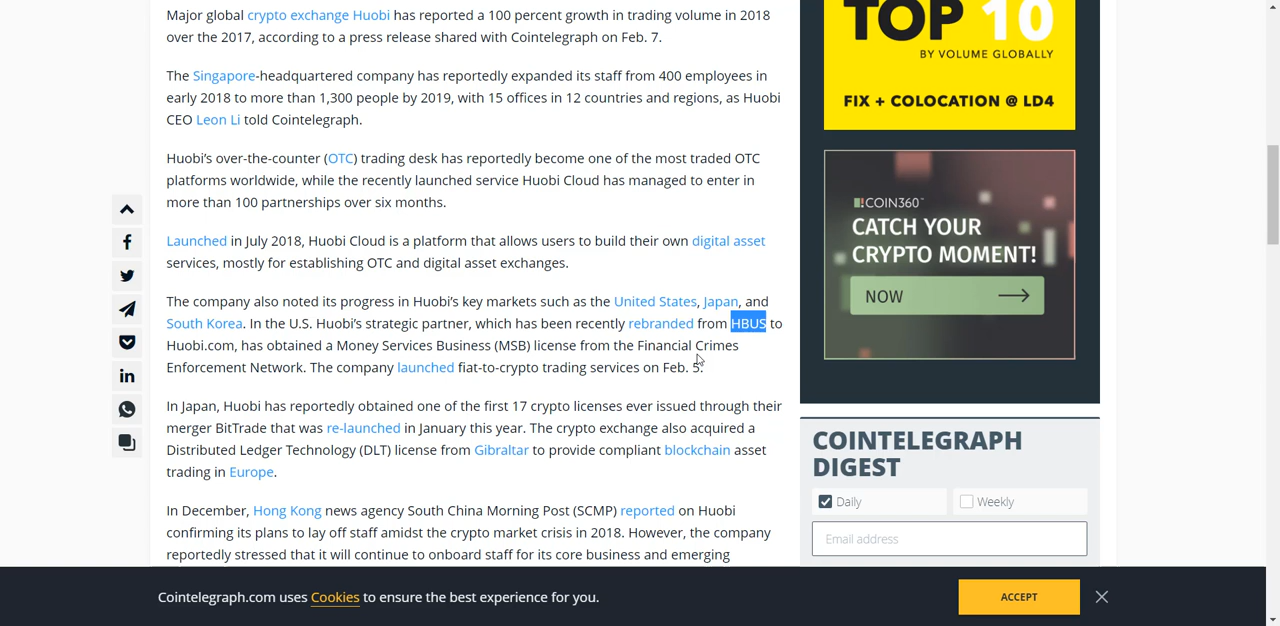 Major global crypto exchange Huobi has reported a 100 percent growth in trading volume in 2018
over the 2017, according to a press release shared with Cointelegraph on Feb. 7.
The Singapore-headquartered company has reportedly expanded its staff from 400 employees in
early 2018 to more than 1,300 people by 2019, with 15 offices in 12 countries and regions, as Huobi
CEO Leon Li told Cointelegraph.
Huobi’s over-the-counter (OTC) trading desk has reportedly become one of the most traded OTC
platforms worldwide, while the recently launched service Huobi Cloud has managed to enter in
more than 100 partnerships over six months.
Launched in July 2018, Huobi Cloud is a platform that allows users to build their own digital asset
services, mostly for establishing OTC and digital asset exchanges.
The company also noted its progress in Huobi’s key markets such as the United States, Japan, and
South Korea. In the U.S. Huobi’s strategic partner, which has been recently rebranded from HBUS to
Huobi.com, has obtained a Money Services Business (MSB) license from the Financial Crimes
Enforcement Network. The company launched fiat-to-crypto trading services on Feb. 5.
In Japan, Huobi has reportedly obtained one of the first 17 crypto licenses ever issued through their
merger BitTrade that was re-launched in January this year. The crypto exchange also acquired a
Distributed Ledger Technology (DLT) license from Gibraltar to provide compliant blockchain asset
trading in Europe.
In December, Hong Kong news agency South China Morning Post (SCMP) reported on Huobi
confirming its plans to lay off staff amidst the crypto market crisis in 2018. However, the company
reportedly stressed that it will continue to onboard staff for its core business and emerging
TOP 10
BY VOLUME GLOBALLY
FIX + COLOCATION @ LD4
COIN360
CATCH YOUR
CRYPTO MOMENT!
NOW
COINTELEGRAPH
DIGEST
Daily
Weekly
Email address
Cointelegraph.com uses Cookies to ensure the best experience for you.
ACCEPT